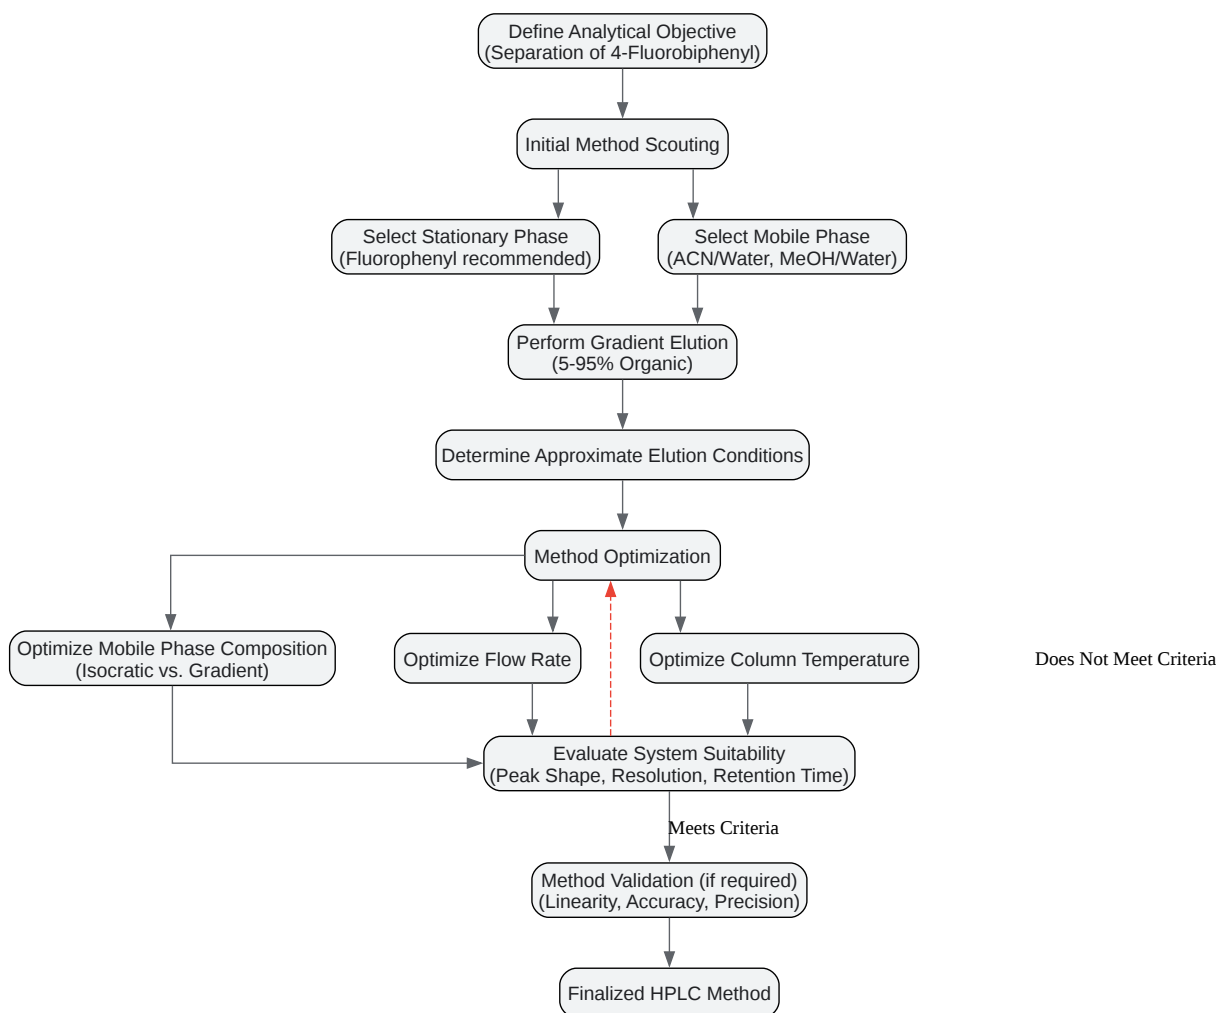 Define Analytical Objective
(Separation of 4-Fluorobiphenyl)
Initial Method Scouting
Select Stationary Phase
(Fluorophenyl recommended)
Select Mobile Phase
(ACN/Water, MeOH/Water)
Perform Gradient Elution
(5-95% Organic)
Determine Approximate Elution Conditions
Method Optimization
Optimize Mobile Phase Composition
(Isocratic vs. Gradient)
Optimize Flow Rate
Optimize Column Temperature
Does Not Meet Criteria
Evaluate System Suitability
(Peak Shape, Resolution, Retention Time)
Meets Criteria
Method Validation (if required)
(Linearity, Accuracy, Precision)
Finalized HPLC Method